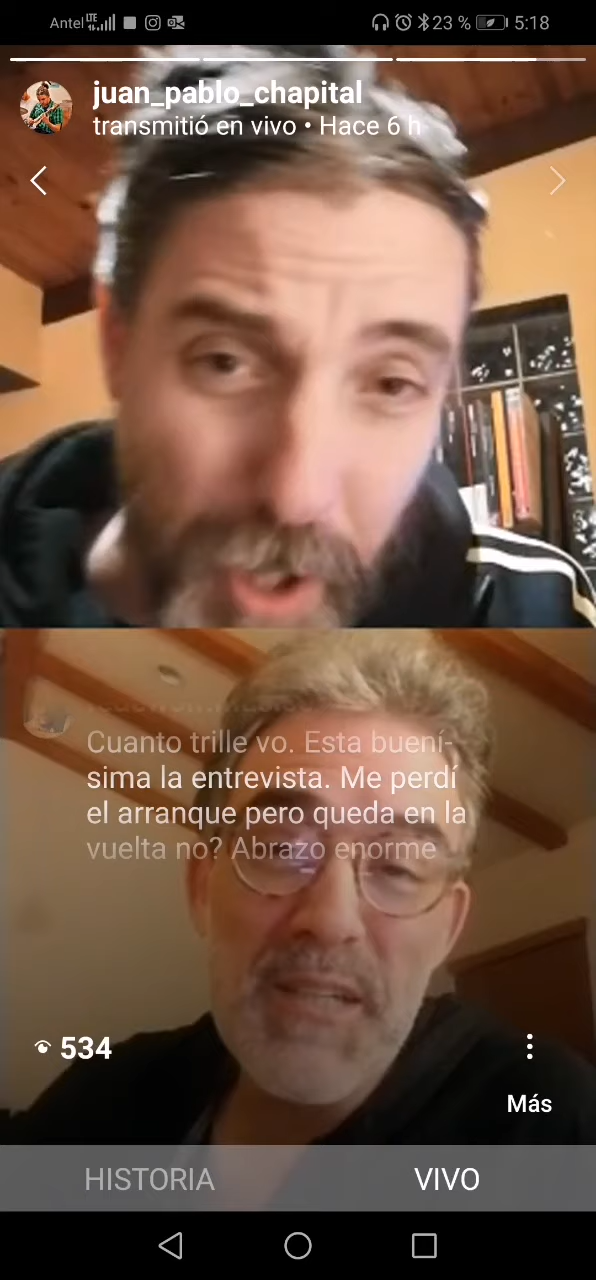 Antel LTE 23 % 5:18
juan_pablo_chapital
transmitió en vivo • Hace 6 h
Cuanto trille vo. Esta buení-
sima la entrevista. Me perdí
el arranque pero queda en la
vuelta no? Abrazo enorme
534
Más
HISTORIA VIVO